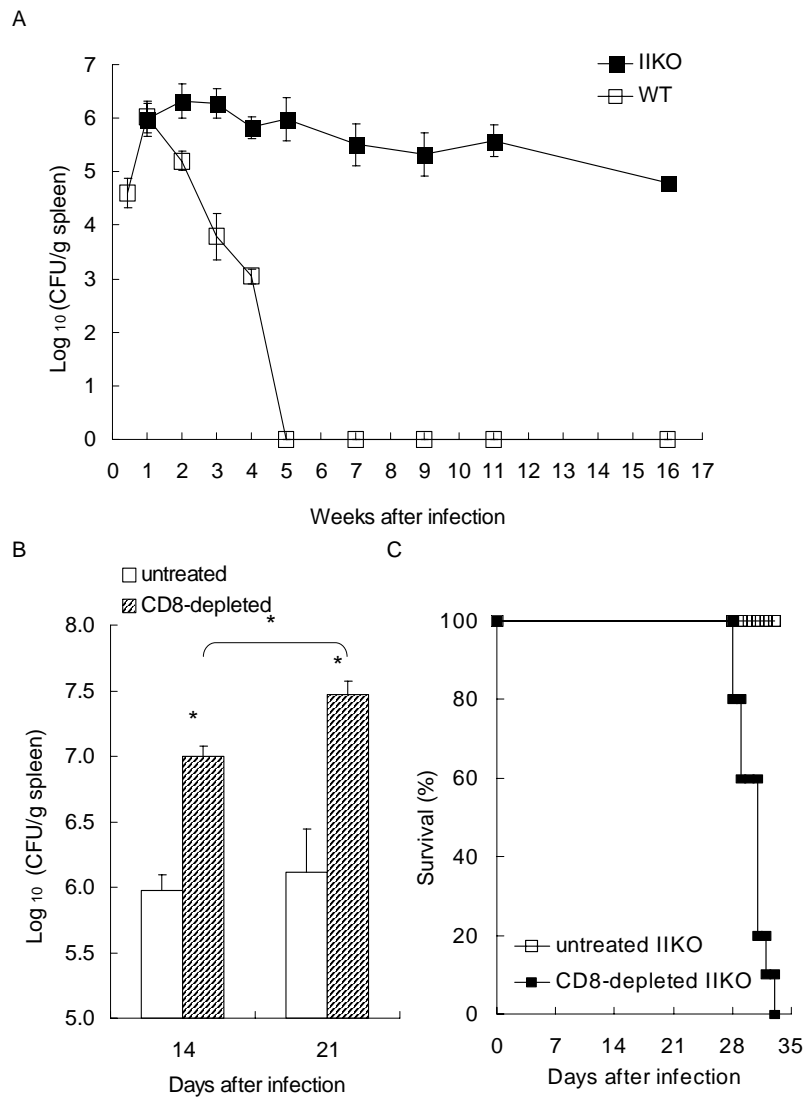 A
IIKO
WT
7
6
5
4
3
2
1
0
Log 10 (CFU/g spleen)
0 1 2 3 4 5 6 7 8 9 10 11 12 13 14 15 16 17
Weeks after infection
B
untreated
CD8-depleted
8.0
7.5
7.0
6.5
6.0
5.5
5.0
Log 10 (CFU/g spleen)
*
*
*
14 21
Days after infection
C
100
80
60
40
20
0
Survival (%)
untreated IIKO
CD8-depleted IIKO
0 7 14 21 28 35
Days after infection